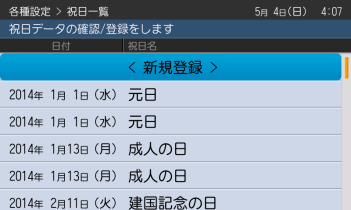 各種設定 > 祝日一覧 5月 4日(日) 4:07
祝日データの確認/登録をします
日付 祝日名
< 新規登録 >
2014年 1月 1日(水) 元日
2014年 1月 1日(水) 元日
2014年 1月13日(月) 成人の日
2014年 1月13日(月) 成人の日
2014年 2月11日(火) 建国記念の日